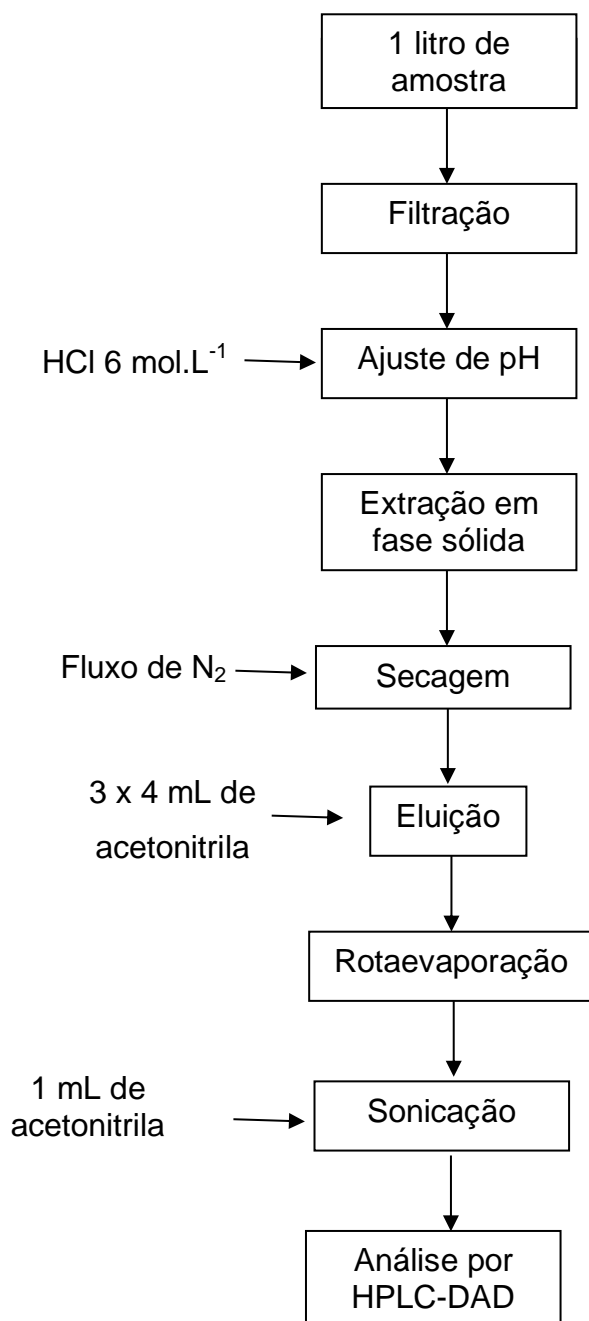 1 litro de
amostra
Filtração
HCl 6 mol.L⁻¹
Ajuste de pH
Extração em
fase sólida
Fluxo de N₂
Secagem
3 x 4 mL de
acetonitrila
Eluição
Rotaevaporação
1 mL de
acetonitrila
Sonicação
Análise por
HPLC-DAD